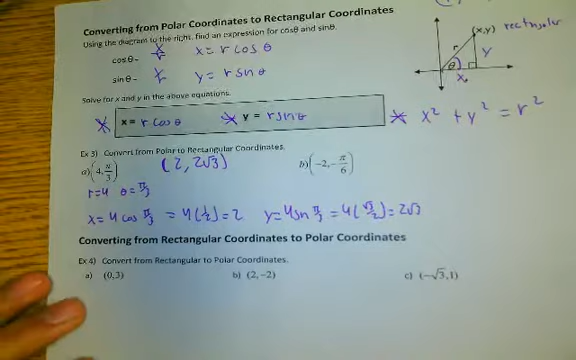 Converting from Polar Coordinates to Rectangular Coordinates
Using the diagram to the right, find an expression for cosθ and sinθ.
cosθ= x/r x = r cos θ
sinθ= y/r y = r sin θ
(x,y) rectangular
r
y
θ
x
Solve for x and y in the above equations.
* x = r cos θ * y = r sin θ
* x² + y² = r²
Ex 3) Convert from Polar to Rectangular Coordinates.
a) (4, π/3) (2, 2√3) b) (−2, −π/6)
r=4 θ=π/3
x = 4 cos π/3 = 4(1/2) = 2 y = 4 sin π/3 = 4(√3/2) = 2√3
Converting from Rectangular Coordinates to Polar Coordinates
Ex 4) Convert from Rectangular to Polar Coordinates.
a) (0,3) b) (2,−2) c) (−√3,1)